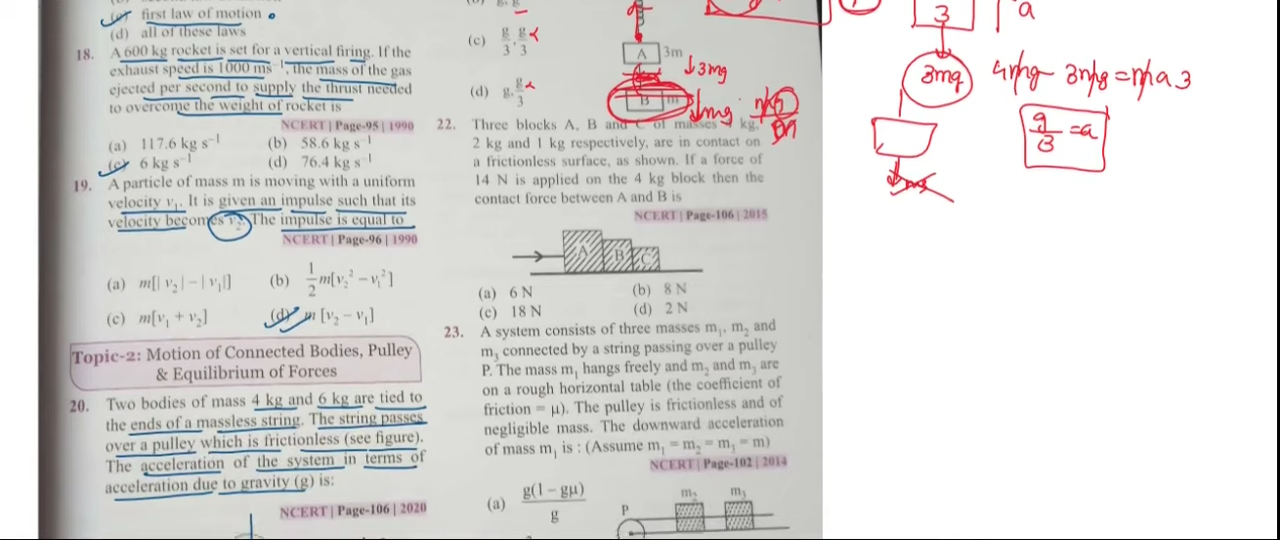 (c) first law of motion
(d) all of these laws
18. A 600 kg rocket is set for a vertical firing. If the
exhaust speed is 1000 ms⁻¹, the mass of the gas
ejected per second to supply the thrust needed
to overcome the weight of rocket is
NCERT | Page-95 | 1990
(a) 117.6 kg s⁻¹ (b) 58.6 kg s⁻¹
(c) 6 kg s⁻¹ (d) 76.4 kg s⁻¹
19. A particle of mass m is moving with a uniform
velocity v₁. It is given an impulse such that its
velocity becomes v₂. The impulse is equal to
NCERT | Page-96 | 1990
(a) m[| v₂ | − | v₁ |] (b) 1/2 m[v₂² − v₁²]
(c) m[v₁ + v₂] (d) m [v₂ − v₁]
Topic-2: Motion of Connected Bodies, Pulley
& Equilibrium of Forces
20. Two bodies of mass 4 kg and 6 kg are tied to
the ends of a massless string. The string passes
over a pulley which is frictionless (see figure).
The acceleration of the system in terms of
acceleration due to gravity (g) is:
NCERT | Page-106 | 2020
(c) g/3, g/3
(d) g, g/3
A 3m
3mg
B m
mg
22. Three blocks A, B and C of masses 4 kg,
2 kg and 1 kg respectively, are in contact on
a frictionless surface, as shown. If a force of
14 N is applied on the 4 kg block then the
contact force between A and B is
NCERT | Page-106 | 2015
A B C
(a) 6 N (b) 8 N
(c) 18 N (d) 2 N
23. A system consists of three masses m₁, m₂ and
m₃ connected by a string passing over a pulley
P. The mass m₁ hangs freely and m₂ and m₃ are
on a rough horizontal table (the coefficient of
friction = μ). The pulley is frictionless and of
negligible mass. The downward acceleration
of mass m₁ is : (Assume m₁ = m₂ = m₃ = m)
NCERT | Page-102 | 2014
(a) g(1 − gμ)/g
P m₂ m₃
3 a
3mg 4mg − 3mg = ma 3
g/3 = a
mg